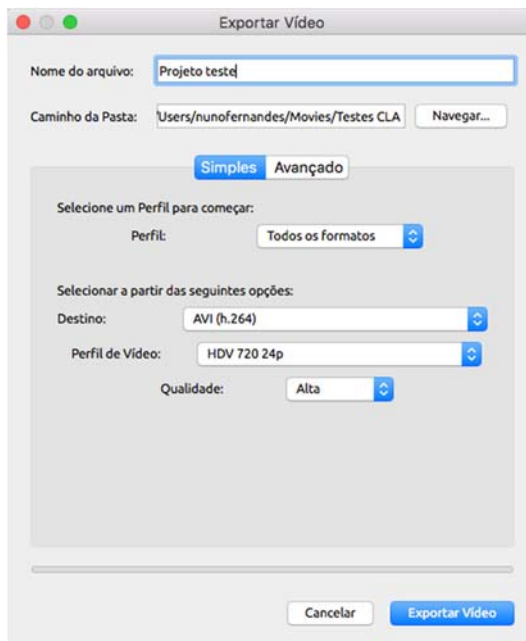 Exportar Vídeo
Nome do arquivo: Projeto teste
Caminho da Pasta: Users/nunofernandes/Movies/Testes CLA Navegar...
Simples Avançado
Selecione um Perfil para começar:
Perfil: Todos os formatos
Selecionar a partir das seguintes opções:
Destino: AVI (h.264)
Perfil de Vídeo: HDV 720 24p
Qualidade: Alta
Cancelar Exportar Vídeo